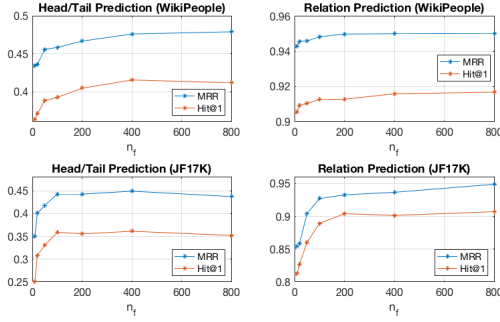 Head/Tail Prediction (WikiPeople)
0.5
0.4
0
200
400
600
800
n_f
MRR
Hit@1
Relation Prediction (WikiPeople)
0.96
0.94
0.92
0.9
0
200
400
600
800
n_f
MRR
Hit@1
Head/Tail Prediction (JF17K)
0.45
0.4
0.35
0.3
0.25
0
200
400
600
800
n_f
MRR
Hit@1
Relation Prediction (JF17K)
0.95
0.9
0.85
0.8
0
200
400
600
800
n_f
MRR
Hit@1